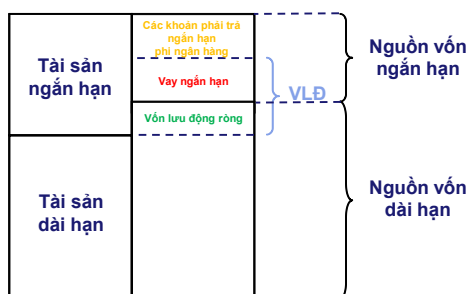 Tài sản
ngắn hạn
Các khoản phải trả
ngắn hạn
phi ngân hàng
Vay ngắn hạn
Vốn lưu động ròng
VLĐ
Nguồn vốn
ngắn hạn
Tài sản
dài hạn
Nguồn vốn
dài hạn